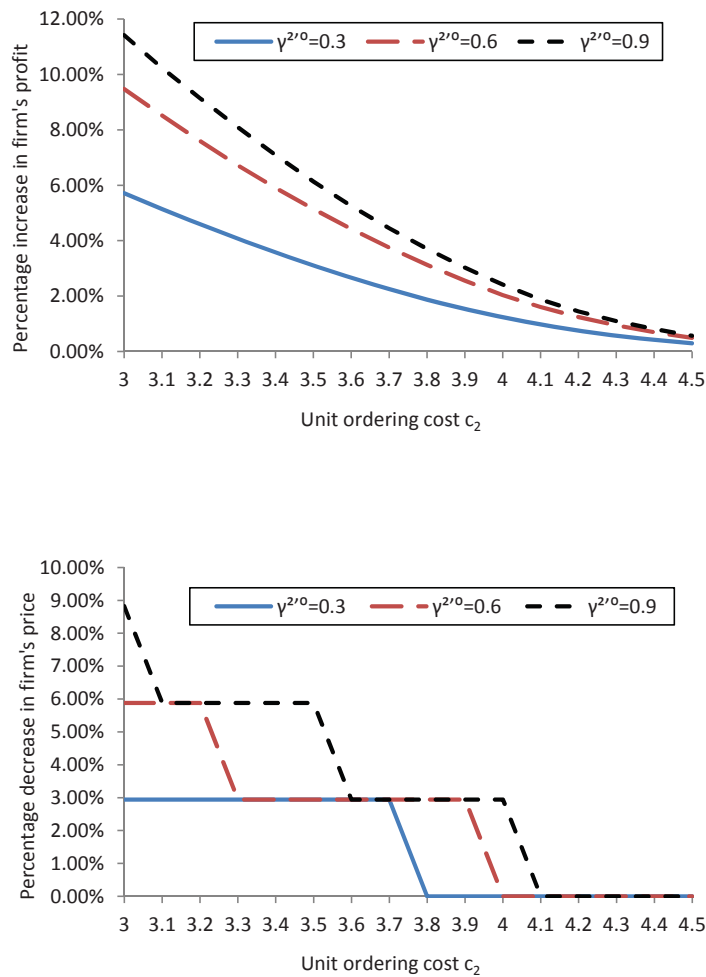 12.00%
10.00%
8.00%
6.00%
4.00%
2.00%
0.00%
Percentage increase in firm's profit
γ²'⁰=0.3 γ²'⁰=0.6 γ²'⁰=0.9
3 3.1 3.2 3.3 3.4 3.5 3.6 3.7 3.8 3.9 4 4.1 4.2 4.3 4.4 4.5
Unit ordering cost c₂
10.00%
9.00%
8.00%
7.00%
6.00%
5.00%
4.00%
3.00%
2.00%
1.00%
0.00%
Percentage decrease in firm's price
γ²'⁰=0.3 γ²'⁰=0.6 γ²'⁰=0.9
3 3.1 3.2 3.3 3.4 3.5 3.6 3.7 3.8 3.9 4 4.1 4.2 4.3 4.4 4.5
Unit ordering cost c₂